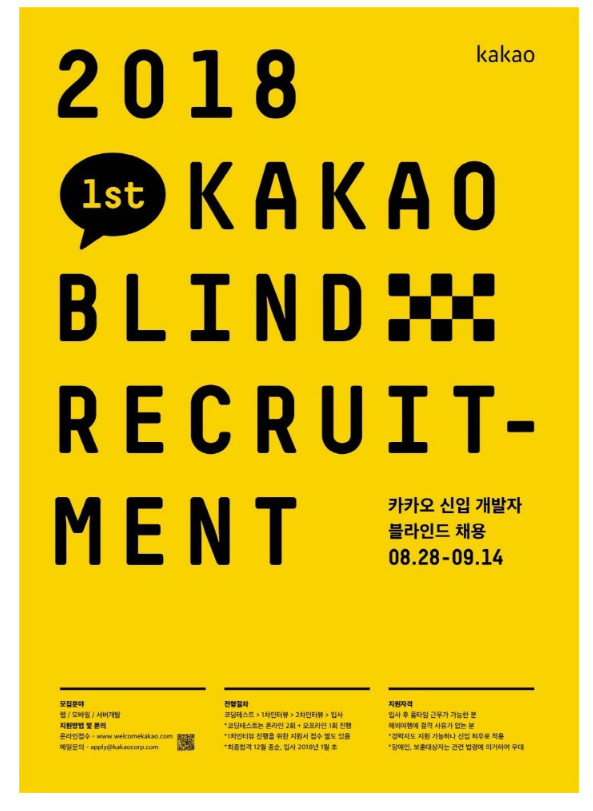 kakao
2018
1st KAKAO
BLIND
RECRUIT-
MENT
카카오 신입 개발자
블라인드 채용
08.28-09.14
모집분야
웹 / 모바일 / 서버개발
지원방법 및 문의
온라인접수 - www.welcomekakao.com
메일문의 - apply@kakaocorp.com
전형절차
코딩테스트 > 1차인터뷰 > 2차인터뷰 > 입사
*코딩테스트는 온라인 2회 + 오프라인 1회 진행
*1차인터뷰 진행을 위한 지원서 접수 별도 있음
*최종합격 12월 중순, 입사 2018년 1월 초
지원자격
입사 후 풀타임 근무가 가능한 분
해외여행에 결격 사유가 없는 분
*경력자도 지원 가능하나 신입 처우로 적용
*장애인, 보훈대상자는 관련 법령에 의거하여 우대